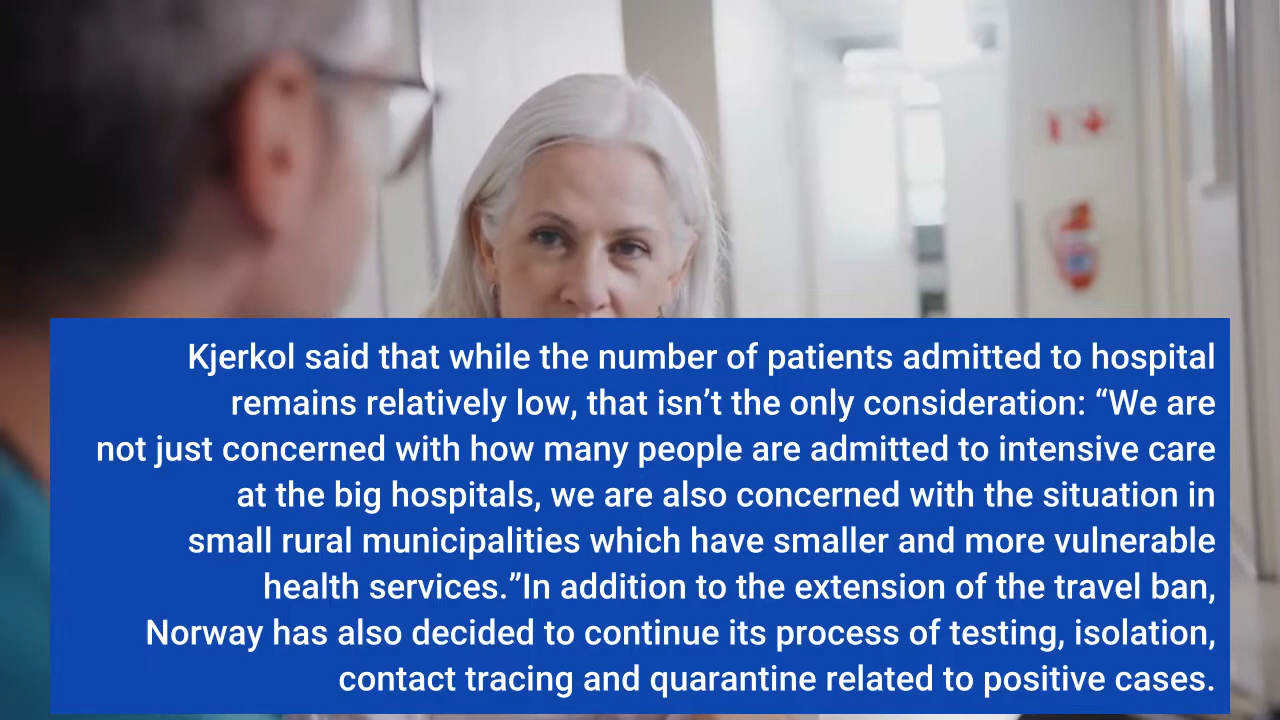 Kjerkol said that while the number of patients admitted to hospital
remains relatively low, that isn’t the only consideration: “We are
not just concerned with how many people are admitted to intensive care
at the big hospitals, we are also concerned with the situation in
small rural municipalities which have smaller and more vulnerable
health services.”In addition to the extension of the travel ban,
Norway has also decided to continue its process of testing, isolation,
contact tracing and quarantine related to positive cases.